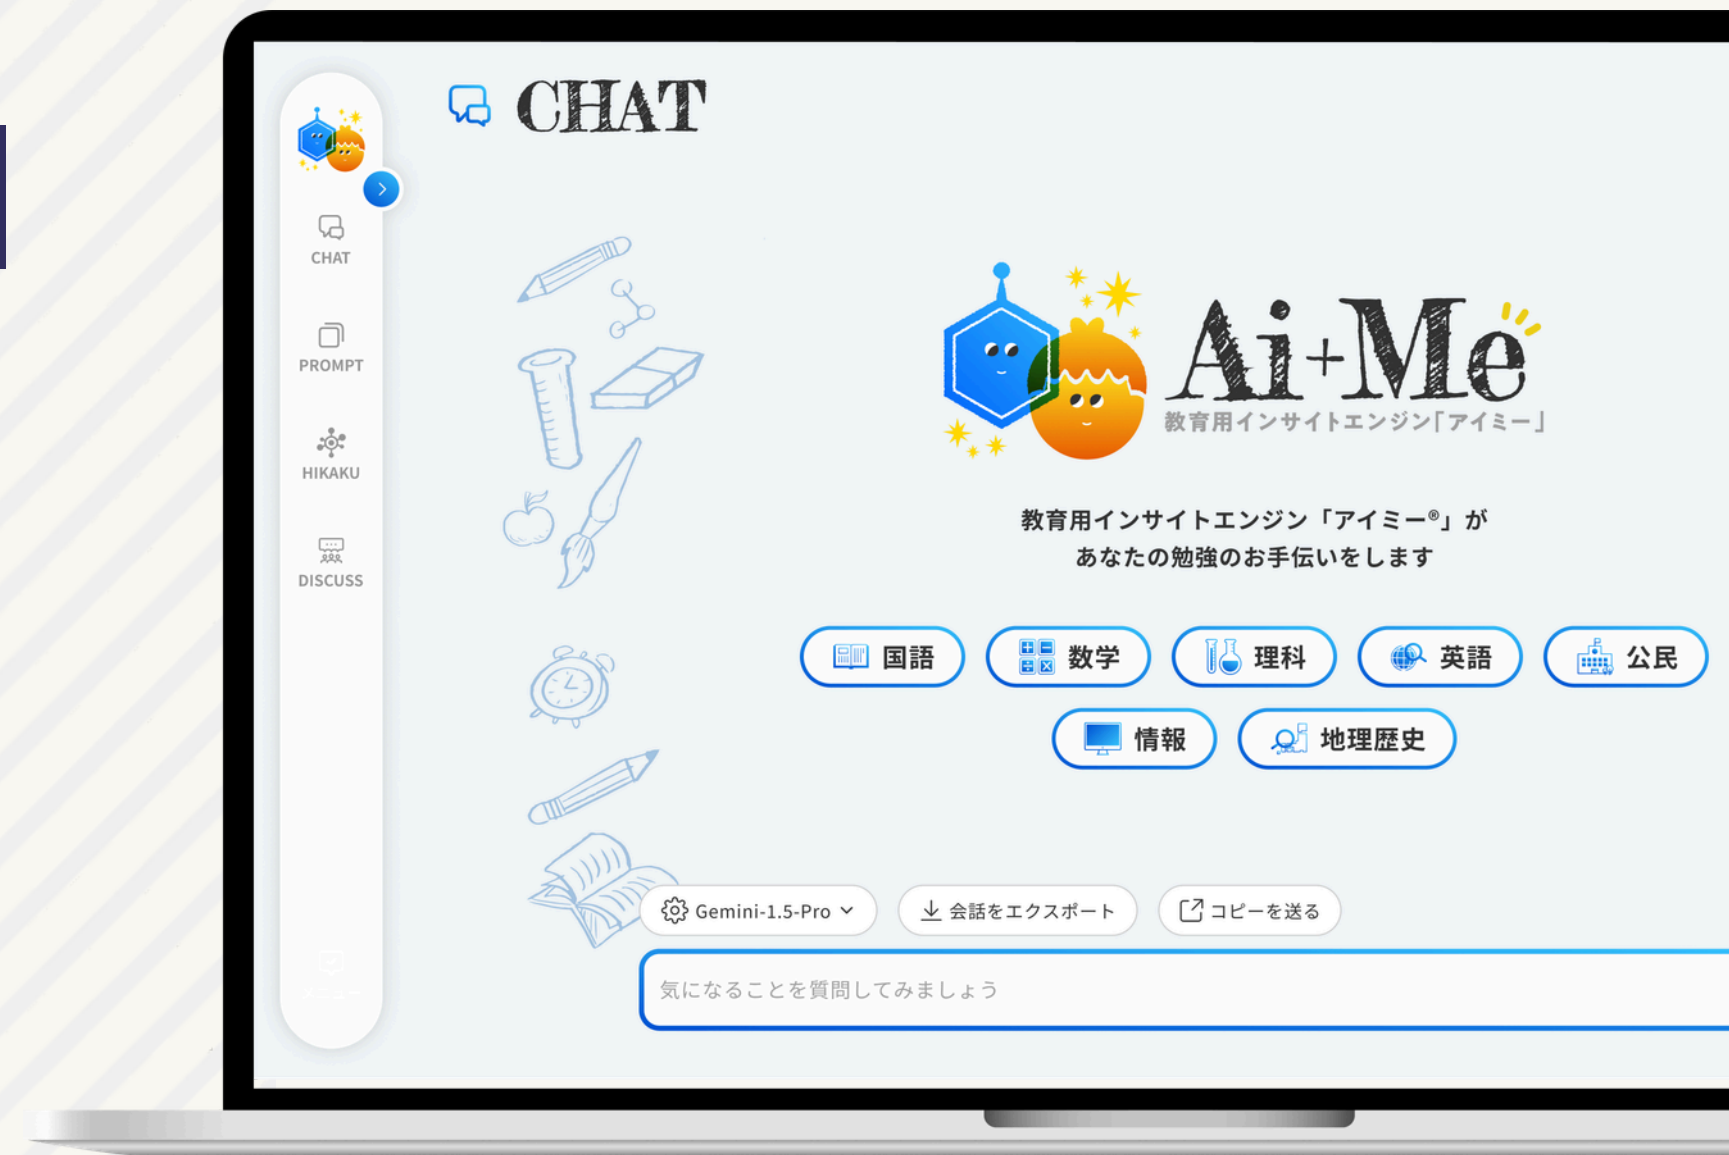 CHAT
CHAT
PROMPT
HIKAKU
DISCUSS
Ai+Me
教育用インサイトエンジン「アイミー」
教育用インサイトエンジン「アイミー®」が
あなたの勉強のお手伝いをします
国語
数学
理科
英語
公民
情報
地理歴史
Gemini-1.5-Pro
会話をエクスポート
コピーを送る
気になることを質問してみましょう